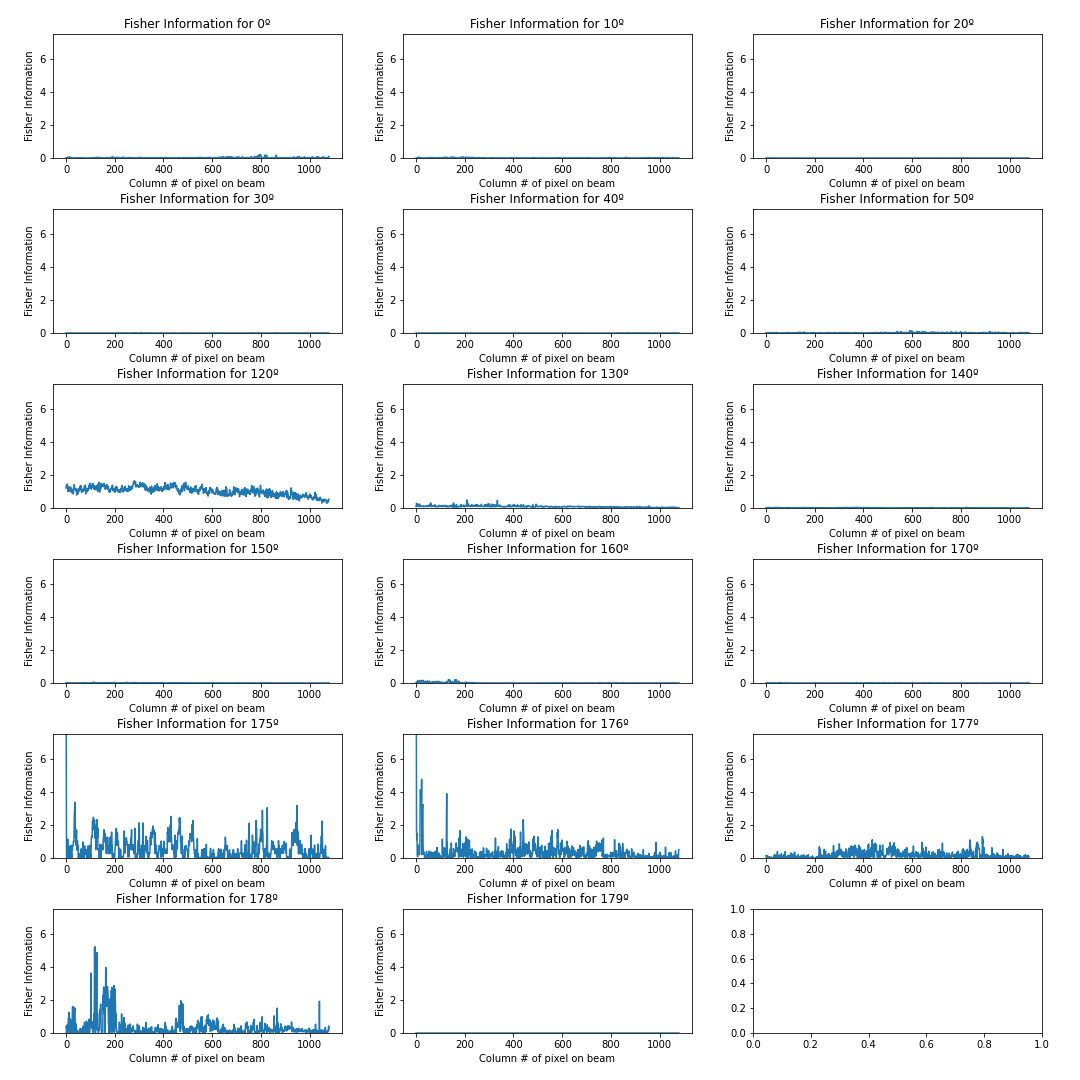 Fisher Information for 0º Fisher Information for 10º Fisher Information for 20º
Fisher Information Fisher Information Fisher Information
6 6 6
4 4 4
2 2 2
0 0 0
0 200 400 600 800 1000 0 200 400 600 800 1000 0 200 400 600 800 1000
Column # of pixel on beam Column # of pixel on beam Column # of pixel on beam
Fisher Information for 30º Fisher Information for 40º Fisher Information for 50º
Fisher Information Fisher Information Fisher Information
6 6 6
4 4 4
2 2 2
0 0 0
0 200 400 600 800 1000 0 200 400 600 800 1000 0 200 400 600 800 1000
Column # of pixel on beam Column # of pixel on beam Column # of pixel on beam
Fisher Information for 120º Fisher Information for 130º Fisher Information for 140º
Fisher Information Fisher Information Fisher Information
6 6 6
4 4 4
2 2 2
0 0 0
0 200 400 600 800 1000 0 200 400 600 800 1000 0 200 400 600 800 1000
Column # of pixel on beam Column # of pixel on beam Column # of pixel on beam
Fisher Information for 150º Fisher Information for 160º Fisher Information for 170º
Fisher Information Fisher Information Fisher Information
6 6 6
4 4 4
2 2 2
0 0 0
0 200 400 600 800 1000 0 200 400 600 800 1000 0 200 400 600 800 1000
Column # of pixel on beam Column # of pixel on beam Column # of pixel on beam
Fisher Information for 175º Fisher Information for 176º Fisher Information for 177º
Fisher Information Fisher Information Fisher Information
6 6 6
4 4 4
2 2 2
0 0 0
0 200 400 600 800 1000 0 200 400 600 800 1000 0 200 400 600 800 1000
Column # of pixel on beam Column # of pixel on beam Column # of pixel on beam
Fisher Information for 178º Fisher Information for 179º
Fisher Information Fisher Information
1.0
6 6 0.8
4 4 0.6
0.4
2 2 0.2
0 0 0.0
0 200 400 600 800 1000 0 200 400 600 800 1000 0.0 0.2 0.4 0.6 0.8 1.0
Column # of pixel on beam Column # of pixel on beam